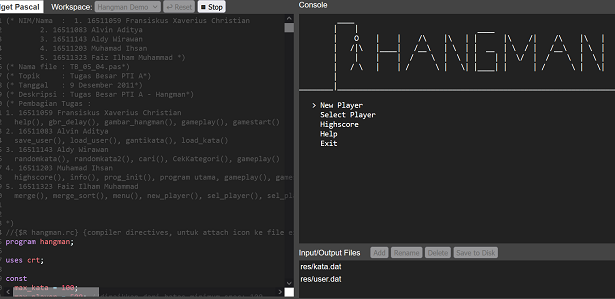 lget Pascal
Workspace:
Hangman Demo
Reset
Stop
(* NIM/Nama : 1. 16511059 Fransiskus Xaverius Christian
2. 16511083 Alvin Aditya
3. 16511143 Aldy Wirawan
4. 16511203 Muhamad Ihsan
5. 16511323 Faiz Ilham Muhammad *)
(* Nama file : TB_05_04.pas*)
(* Topik : Tugas Besar PTI A*)
(* Tanggal : 9 Desember 2011*)
(* Deskripsi : Tugas Besar PTI A - Hangman*)
(* Pembagian Tugas :
1. 16511059 Fransiskus Xaverius Christian
help(), gbr_delay(), gambar_hangman(), gameplay(), gamestart()
2. 16511083 Alvin Aditya
save_user(), load_user(), gantikata(), load_kata()
3. 16511143 Aldy Wirawan
randomkata(), randomkata2(), cari(), CekKategori(), gameplay()
4. 16511203 Muhamad Ihsan
highscore(), info(), prog_init(), program utama, gameplay(), game
5. 16511323 Faiz Ilham Muhammad
merge(), merge_sort(), menu(), new_player(), sel_player(), sel_pl
*)
//{$R hangman.rc} {compiler directives, untuk attach icon ke file e
program hangman;
uses crt;
const
max_kata = 100;
Console
HANGMAN
> New Player
Select Player
Highscore
Help
Exit
Input/Output Files
Add
Rename
Delete
Save to Disk
res/kata.dat
res/user.dat